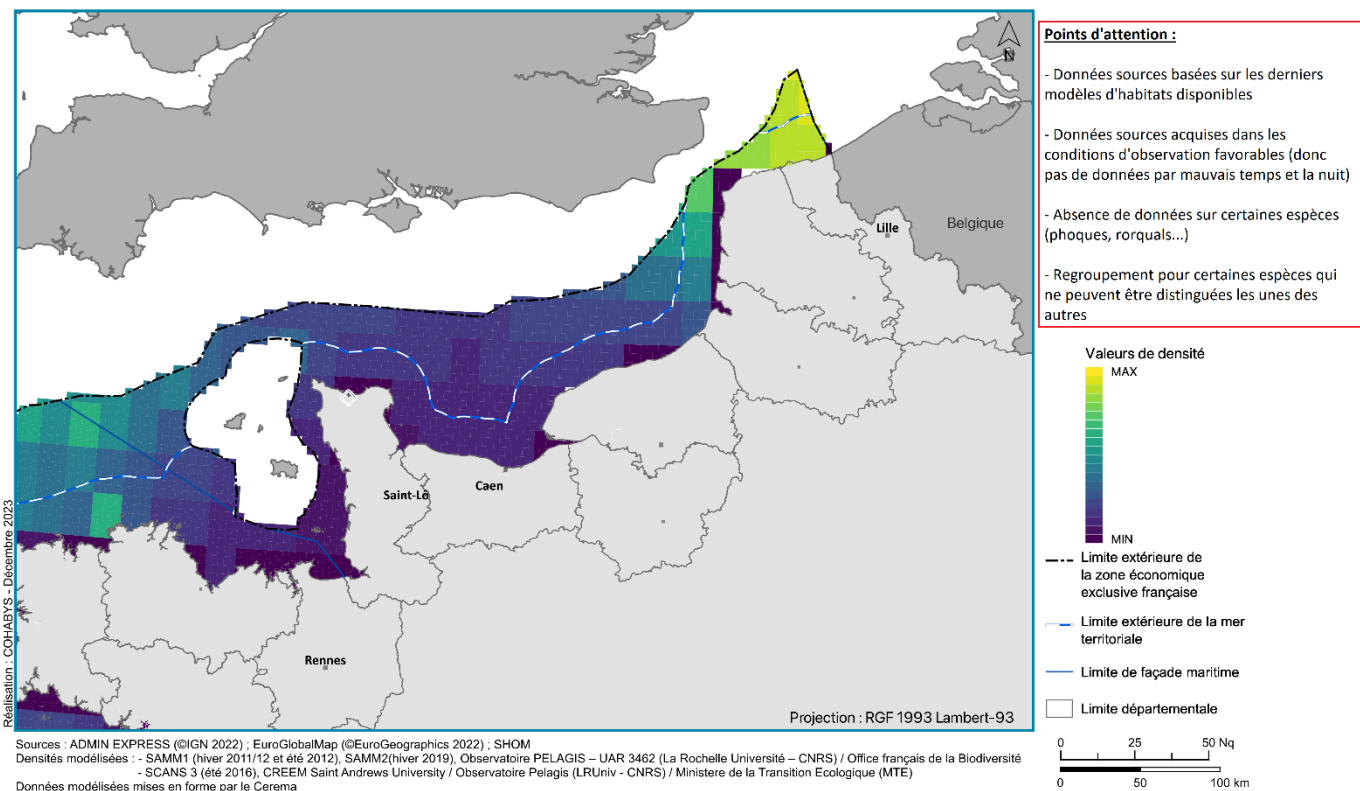 N
Lille
Belgique
Saint-Lô
Caen
Rennes
Projection : RGF 1993 Lambert-93
Réalisation : COHABYS - Décembre 2023
Points d'attention :
- Données sources basées sur les derniers
modèles d'habitats disponibles
- Données sources acquises dans les
conditions d'observation favorables (donc
pas de données par mauvais temps et la nuit)
- Absence de données sur certaines espèces
(phoques, rorquals...)
- Regroupement pour certaines espèces qui
ne peuvent être distinguées les unes des
autres
Valeurs de densité
MAX
MIN
Limite extérieure de
la zone économique
exclusive française
Limite extérieure de la mer
territoriale
Limite de façade maritime
Limite départementale
0 25 50 Nq
0 50 100 km
Sources : ADMIN EXPRESS (©IGN 2022) ; EuroGlobalMap (©EuroGeographics 2022) ; SHOM
Densités modélisées : - SAMM1 (hiver 2011/12 et été 2012), SAMM2(hiver 2019), Observatoire PELAGIS – UAR 3462 (La Rochelle Université – CNRS) / Office français de la Biodiversité
- SCANS 3 (été 2016), CREEM Saint Andrews University / Observatoire Pelagis (LRUniv - CNRS) / Ministere de la Transition Ecologique (MTE)
Données modélisées mises en forme par le Cerema